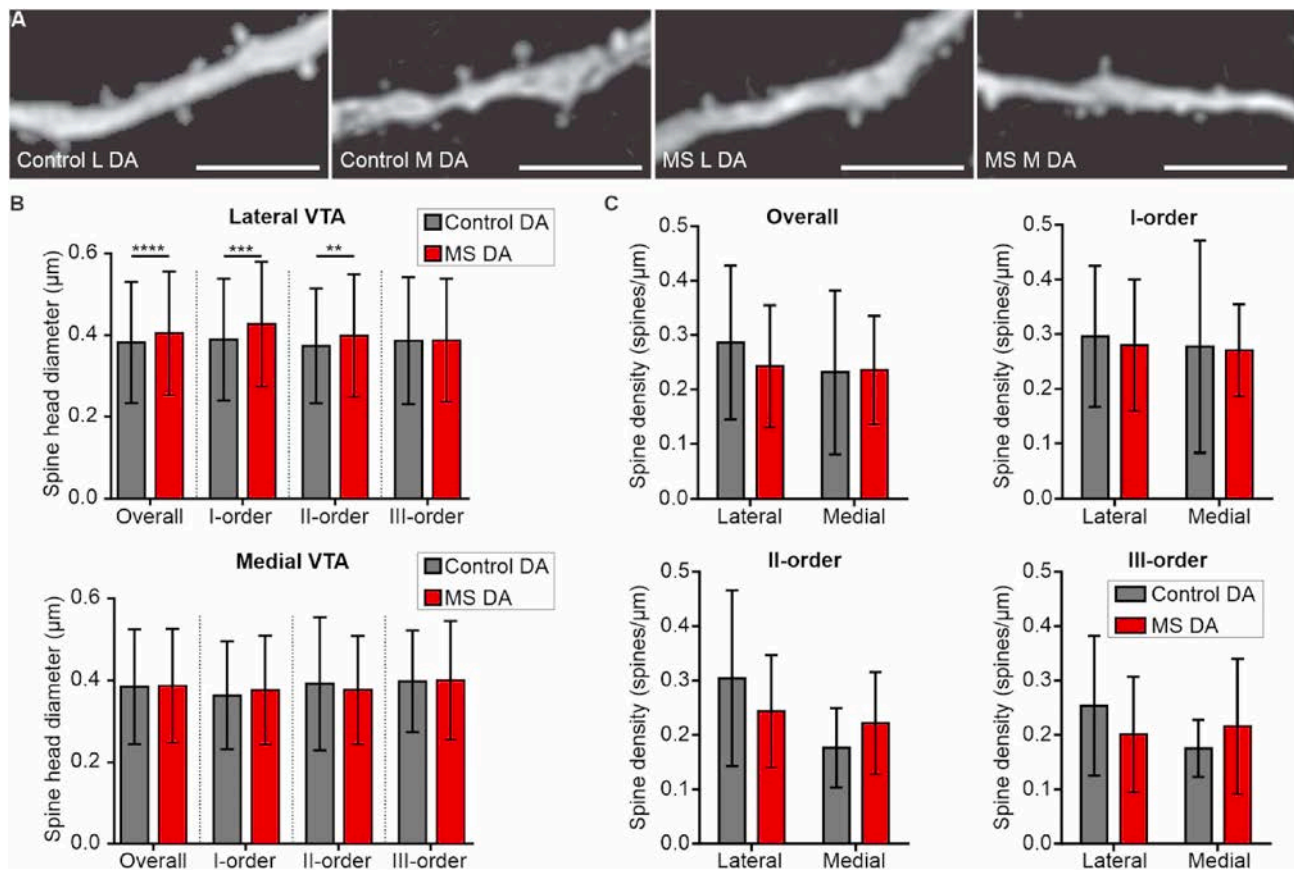 A
Control L DA
Control M DA
MS L DA
MS M DA
B
Lateral VTA
Control DA
MS DA
Spine head diameter (µm)
0.6
0.4
0.2
0.0
****
***
**
Overall
I-order
II-order
III-order
Medial VTA
Control DA
MS DA
Spine head diameter (µm)
0.6
0.4
0.2
0.0
Overall
I-order
II-order
III-order
C
Overall
Spine density (spines/µm)
0.5
0.4
0.3
0.2
0.1
0.0
Lateral
Medial
I-order
Spine density (spines/µm)
0.5
0.4
0.3
0.2
0.1
0.0
Lateral
Medial
II-order
Spine density (spines/µm)
0.5
0.4
0.3
0.2
0.1
0.0
Lateral
Medial
III-order
Control DA
MS DA
Spine density (spines/µm)
0.5
0.4
0.3
0.2
0.1
0.0
Lateral
Medial